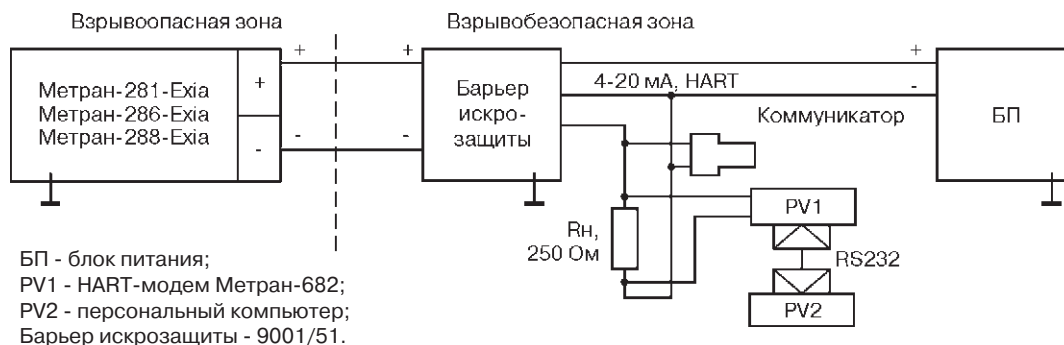 Взрывоопасная зона
Взрывобезопасная зона
+
+
+
Метран-281-Exia
Метран-286-Exia
Метран-288-Exia
+
-
-
-
Барьер
искро-
защиты
4-20 мА, HART
-
Коммуникатор
БП
Rн,
250 Ом
PV1
RS232
PV2
БП - блок питания;
PV1 - HART-модем Метран-682;
PV2 - персональный компьютер;
Барьер искрозащиты - 9001/51.